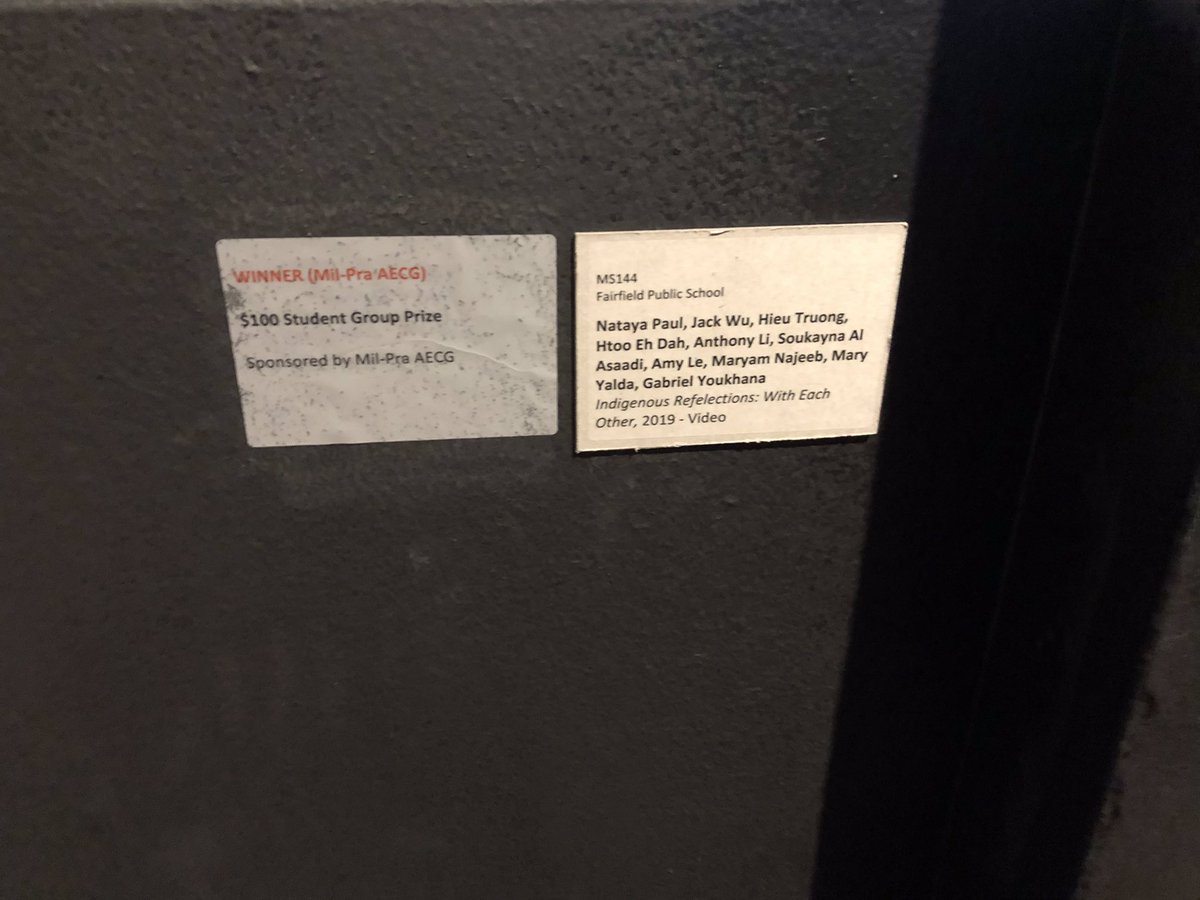 WINNER (Mil-Pra AECG)
$100 Student Group Prize
Sponsored by Mil-Pra AECG
MS144
Fairfield Public School
Nataya Paul, Jack Wu, Hieu Truong,
Htoo Eh Dah, Anthony Li, Soukayna Al
Asaadi, Amy Le, Maryam Najeeb, Mary
Yalda, Gabriel Youkhana
Indigenous Refelections: With Each
Other, 2019 - Video